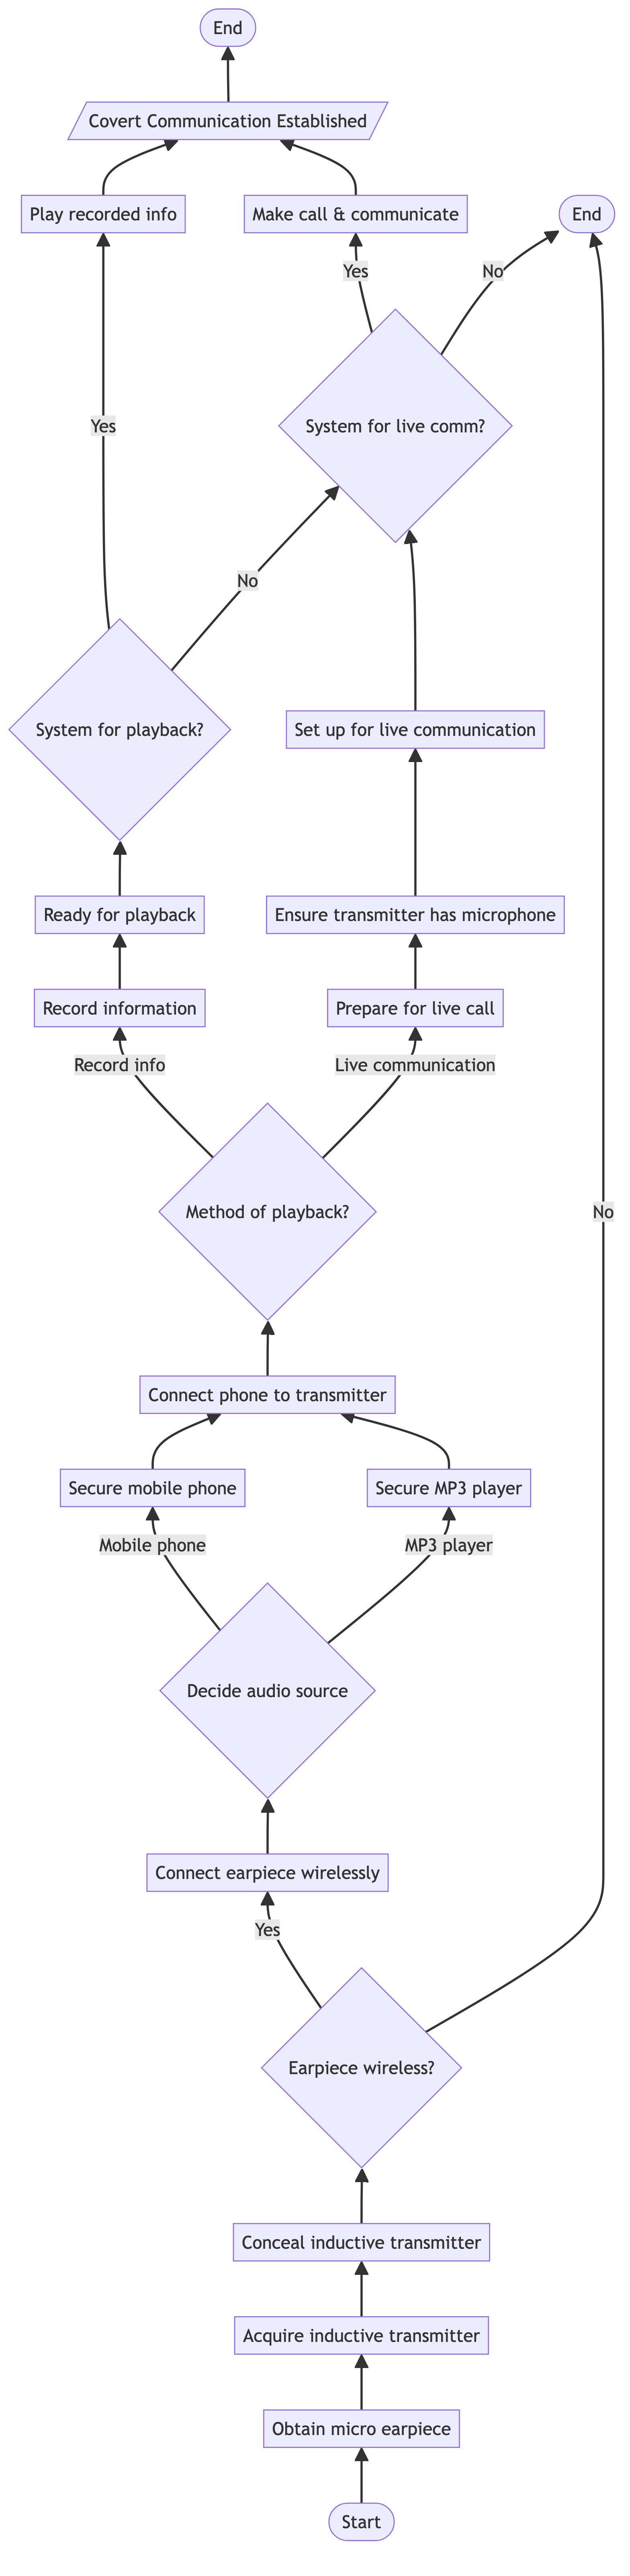 End
Covert Communication Established
Play recorded info
Make call & communicate
End
Yes
No
System for live comm?
Yes
No
System for playback?
Set up for live communication
Ready for playback
Ensure transmitter has microphone
Record information
Prepare for live call
Record info
Live communication
Method of playback?
No
Connect phone to transmitter
Secure mobile phone
Secure MP3 player
Mobile phone
MP3 player
Decide audio source
Connect earpiece wirelessly
Yes
Earpiece wireless?
Conceal inductive transmitter
Acquire inductive transmitter
Obtain micro earpiece
Start